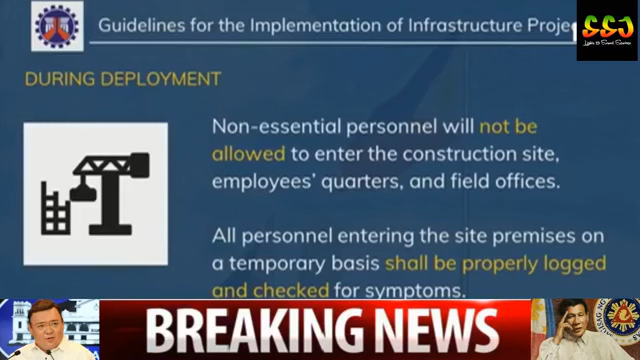 Guidelines for the Implementation of Infrastructure Proje
SSJ
DURING DEPLOYMENT
Non-essential personnel will not be
allowed to enter the construction site,
employees' quarters, and field offices.
All personnel entering the site premises on
a temporary basis shall be properly logged
and checked for symptoms.
BREAKING NEWS